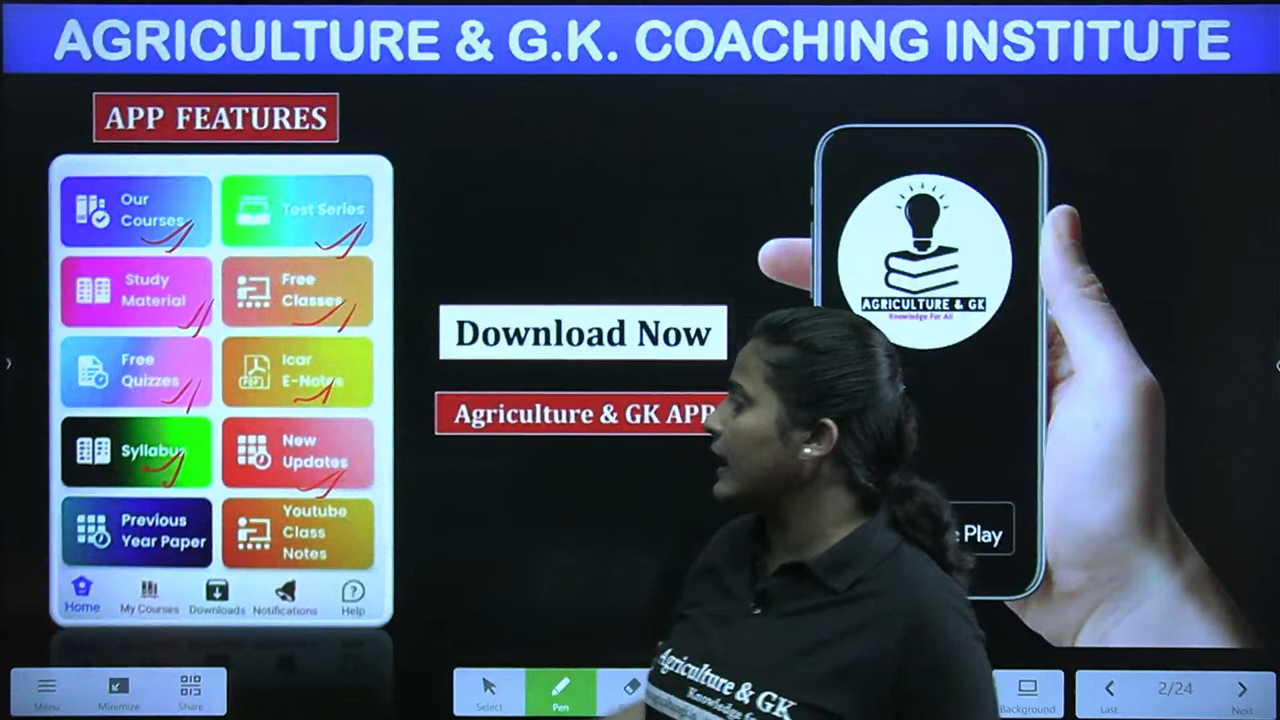 AGRICULTURE & G.K. COACHING INSTITUTE
APP FEATURES
Our
Courses
Test Series
Study
Material
Free
Classes
Free
Quizzes
Icar
E-Notes
PDF
Syllabus
New
Updates
Previous
Year Paper
Youtube
Class
Notes
Home
My Courses
Downloads
Notifications
Help
Download Now
Agriculture & GK APP
AGRICULTURE & GK
Knowledge For All
Play
Agriculture & GK
Knowledge
Menu
Minimize
Share
Select
Pen
Background
Last
2/24
Next